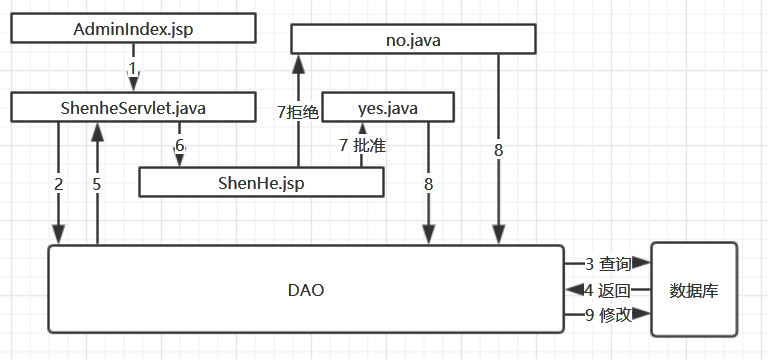 AdminIndex.jsp
no.java
1
ShenheServlet.java
7拒绝
yes.java
6
7 批准
8
2
5
ShenHe.jsp
8
DAO
3 查询
4 返回
数据库
9 修改